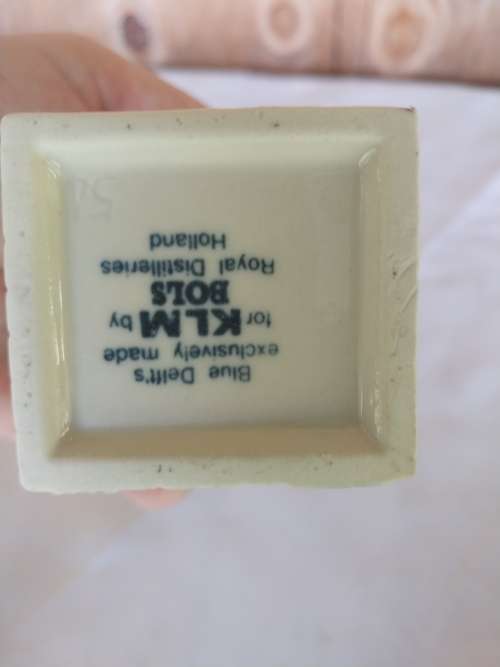 Blue Delft's
exclusively made
for KLM by
BOLS
Royal Distilleries
Holland